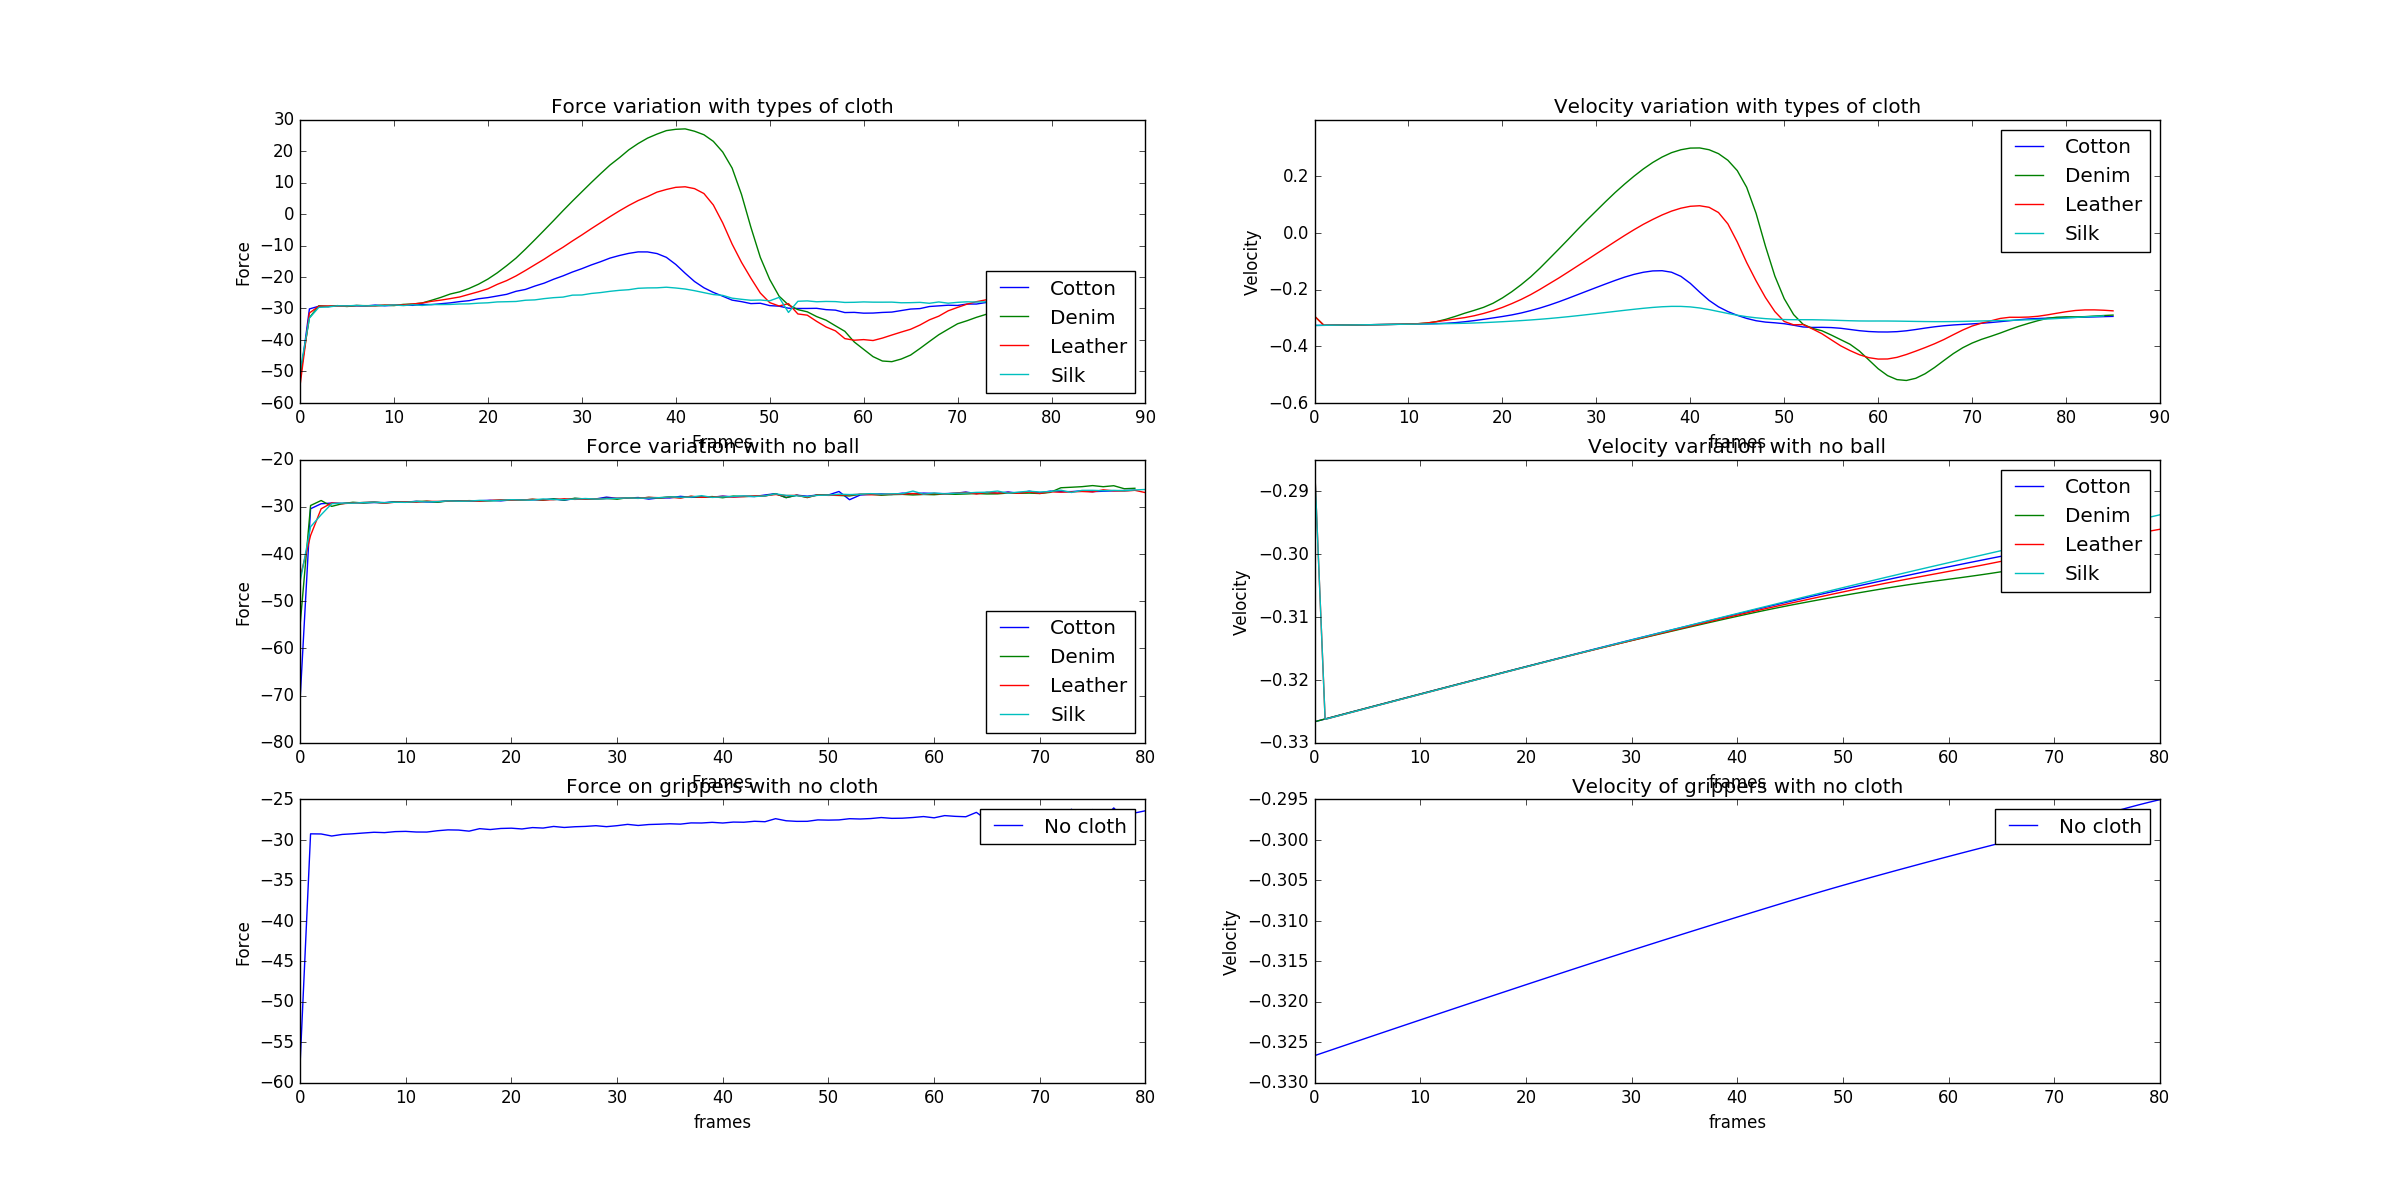 Force variation with types of cloth
30
20
10
0
−10
−20
−30
−40
−50
−60
Force
Cotton
Denim
Leather
Silk
0 10 20 30 40 50 60 70 80 90
Frames
Velocity variation with types of cloth
0.2
0.0
−0.2
−0.4
−0.6
Velocity
Cotton
Denim
Leather
Silk
0 10 20 30 40 50 60 70 80 90
frames
Force variation with no ball
−20
−30
−40
−50
−60
−70
−80
Force
Cotton
Denim
Leather
Silk
0 10 20 30 40 50 60 70 80
Frames
Velocity variation with no ball
−0.29
−0.30
−0.31
−0.32
−0.33
Velocity
Cotton
Denim
Leather
Silk
0 10 20 30 40 50 60 70 80
frames
Force on grippers with no cloth
−25
−30
−35
−40
−45
−50
−55
−60
Force
No cloth
0 10 20 30 40 50 60 70 80
frames
Velocity of grippers with no cloth
−0.295
−0.300
−0.305
−0.310
−0.315
−0.320
−0.325
−0.330
Velocity
No cloth
0 10 20 30 40 50 60 70 80
frames